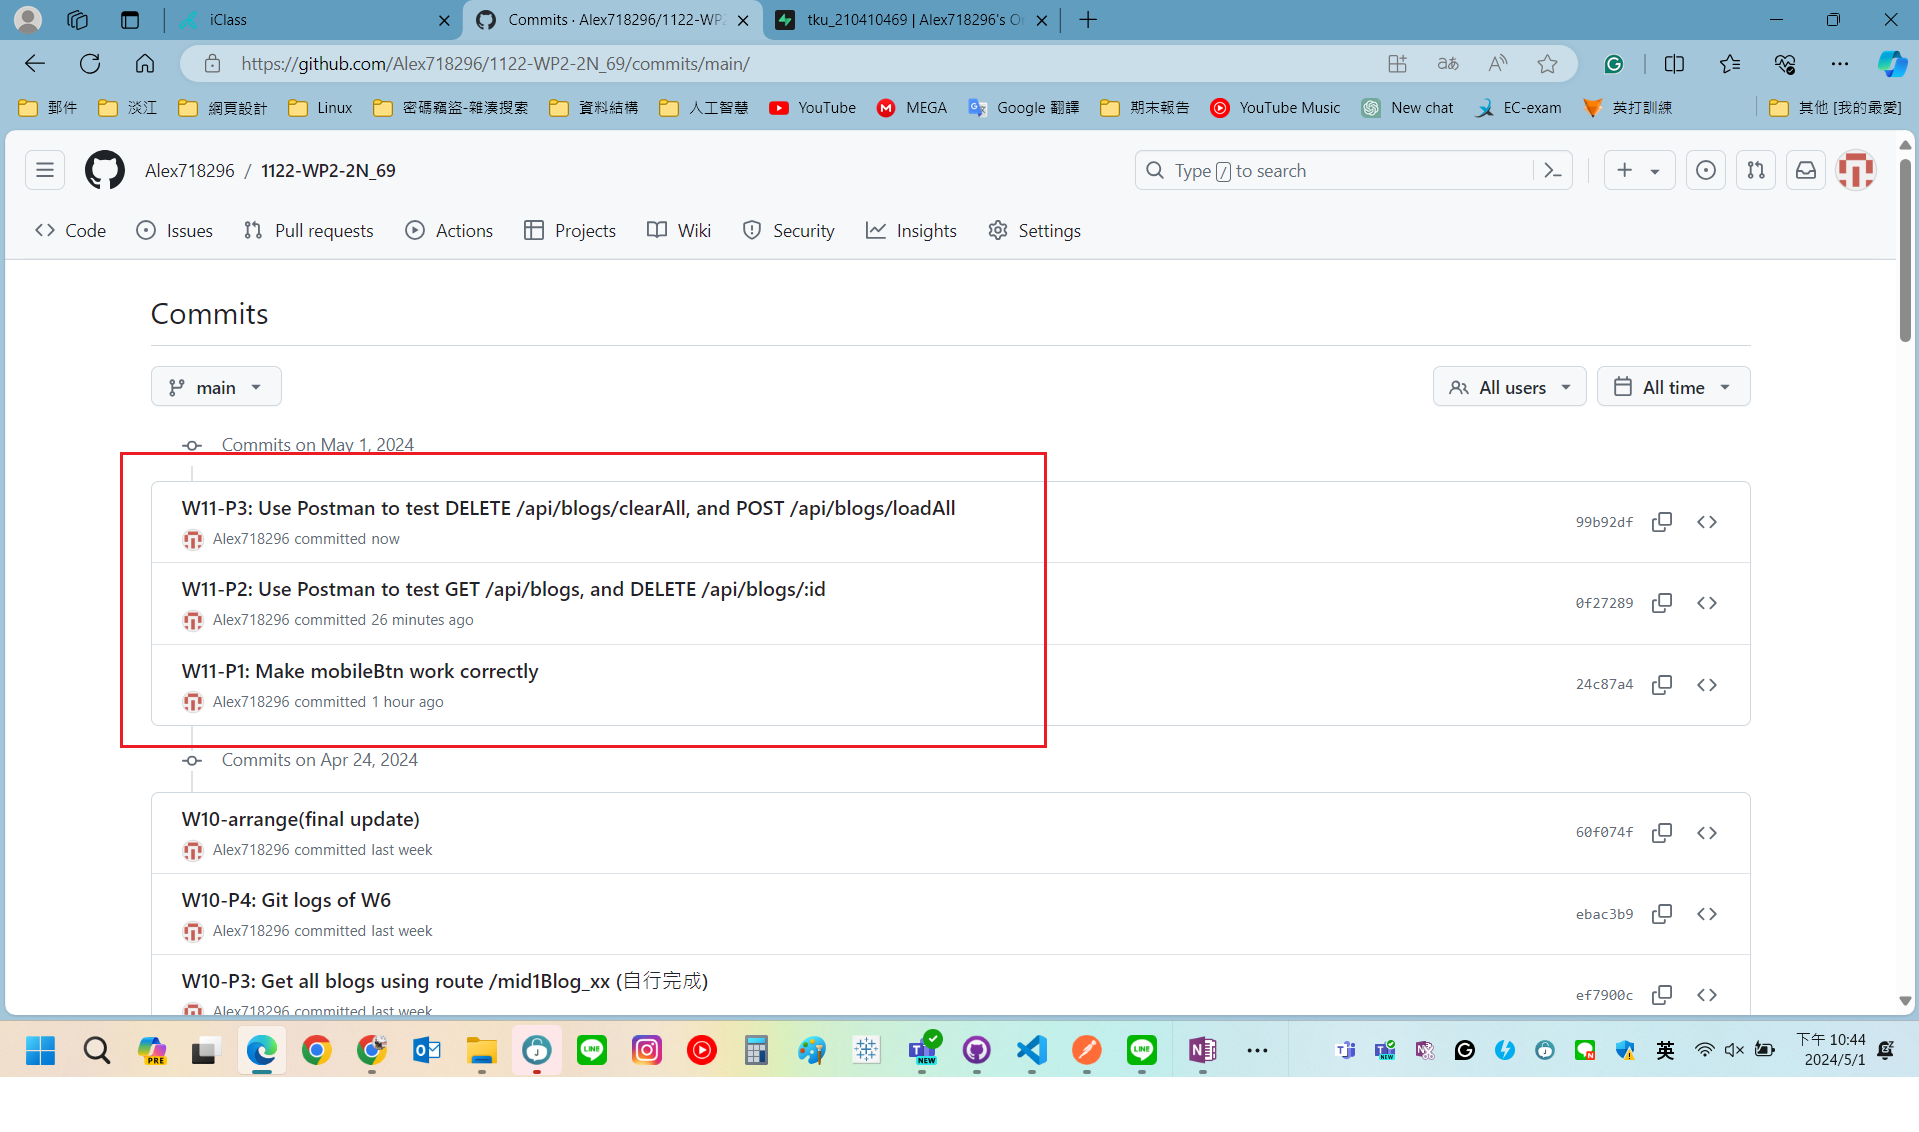 iClass
Commits · Alex718296/1122-WP2
tku_210410469 | Alex718296's O
https://github.com/Alex718296/1122-WP2-2N_69/commits/main/
郵件 淡江 網頁設計 Linux 密碼竊盜-雜湊搜索 資料結構 人工智慧 YouTube MEGA Google 翻譯 期末報告 YouTube Music New chat EC-exam 英打訓練 其他 [我的最愛]
Alex718296 / 1122-WP2-2N_69
Type / to search
Code Issues Pull requests Actions Projects Wiki Security Insights Settings
Commits
main
All users
All time
Commits on May 1, 2024
W11-P3: Use Postman to test DELETE /api/blogs/clearAll, and POST /api/blogs/loadAll
99b92df
Alex718296 committed now
W11-P2: Use Postman to test GET /api/blogs, and DELETE /api/blogs/:id
0f27289
Alex718296 committed 26 minutes ago
W11-P1: Make mobileBtn work correctly
24c87a4
Alex718296 committed 1 hour ago
Commits on Apr 24, 2024
W10-arrange(final update)
60f074f
Alex718296 committed last week
W10-P4: Git logs of W6
ebac3b9
Alex718296 committed last week
W10-P3: Get all blogs using route /mid1Blog_xx (自行完成)
ef7900c
Alex718296 committed last week
英
下午 10:44
2024/5/1